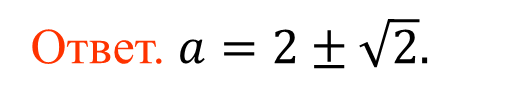 Ответ. a = 2 ± √2.